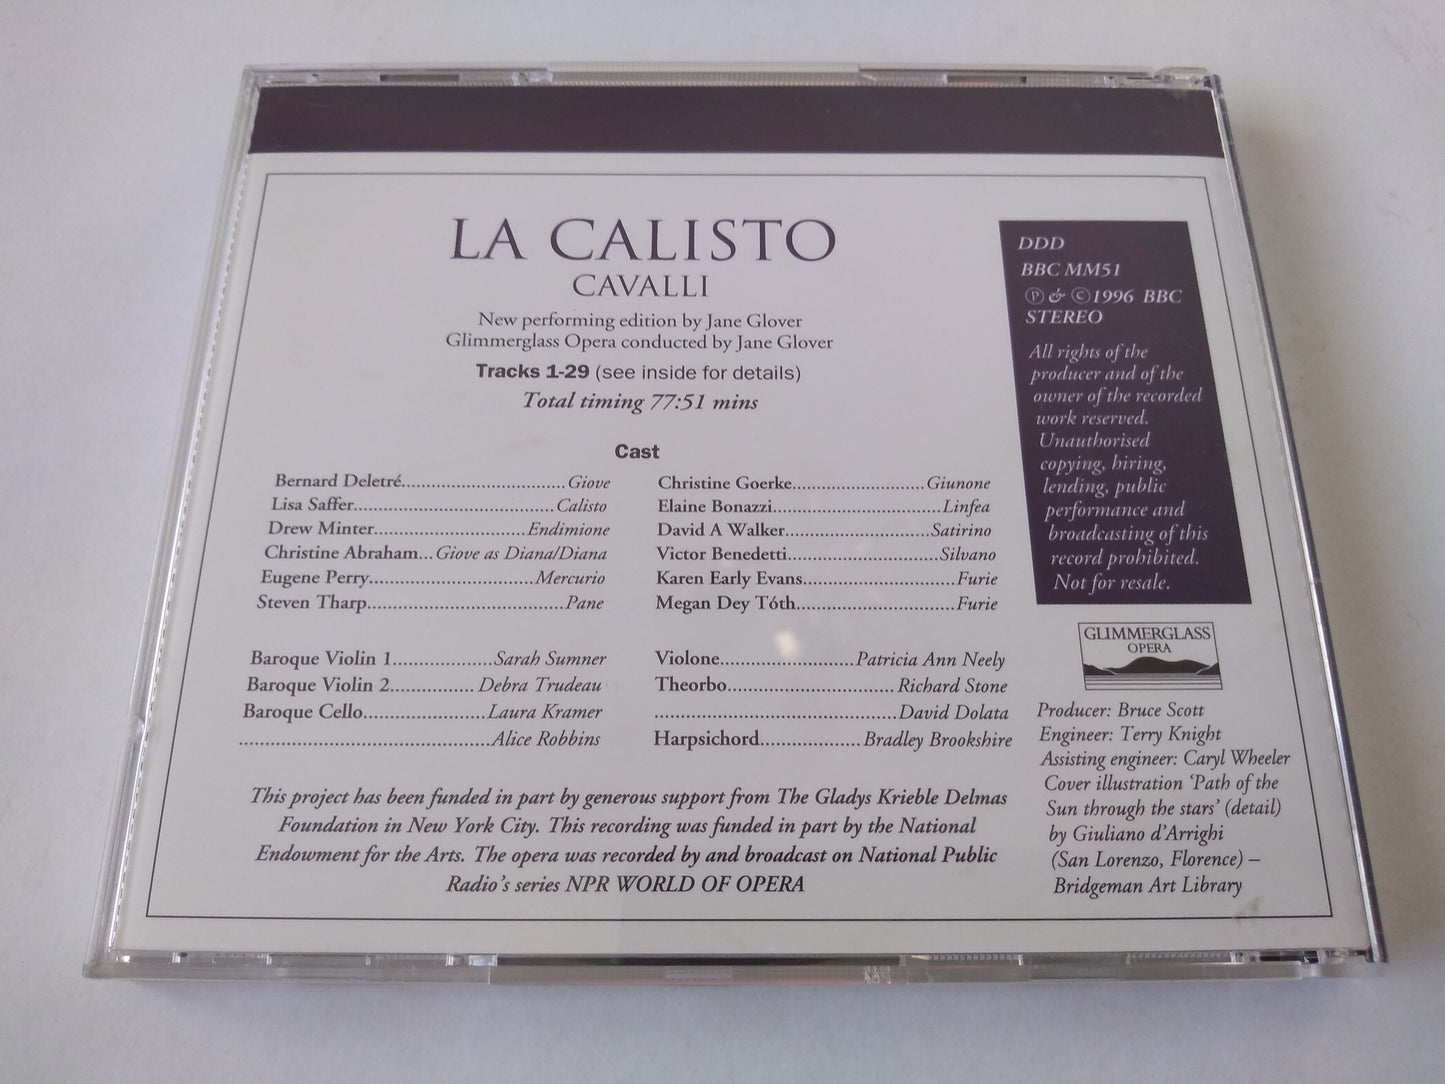 LA CALISTO
CAVALLI
New performing edition by Jane Glover
Glimmerglass Opera conducted by Jane Glover
Tracks 1-29 (see inside for details)
Total timing 77:51 mins
Cast
Bernard Deletré..............................Giove
Lisa Saffer....................................Calisto
Drew Minter............................Endimione
Christine Abraham...Giove as Diana/Diana
Eugene Perry..............................Mercurio
Steven Tharp....................................Pane
Christine Goerke........................Giunone
Elaine Bonazzi...............................Linfea
David A Walker..........................Satirino
Victor Benedetti...........................Silvano
Karen Early Evans...........................Furie
Megan Dey Tóth.............................Furie
Baroque Violin 1..................Sarah Sumner
Baroque Violin 2...............Debra Trudeau
Baroque Cello......................Laura Kramer
.............................................Alice Robbins
Violone........................Patricia Ann Neely
Theorbo..............................Richard Stone
...........................................David Dolata
Harpsichord..................Bradley Brookshire
This project has been funded in part by generous support from The Gladys Krieble Delmas
Foundation in New York City. This recording was funded in part by the National
Endowment for the Arts. The opera was recorded by and broadcast on National Public
Radio's series NPR WORLD OF OPERA
DDD
BBC MM51
℗ & ©1996 BBC
STEREO
All rights of the
producer and of the
owner of the recorded
work reserved.
Unauthorised
copying, hiring,
lending, public
performance and
broadcasting of this
record prohibited.
Not for resale.
GLIMMERGLASS
OPERA
Producer: Bruce Scott
Engineer: Terry Knight
Assisting engineer: Caryl Wheeler
Cover illustration 'Path of the
Sun through the stars' (detail)
by Giuliano d'Arrighi
(San Lorenzo, Florence) –
Bridgeman Art Library